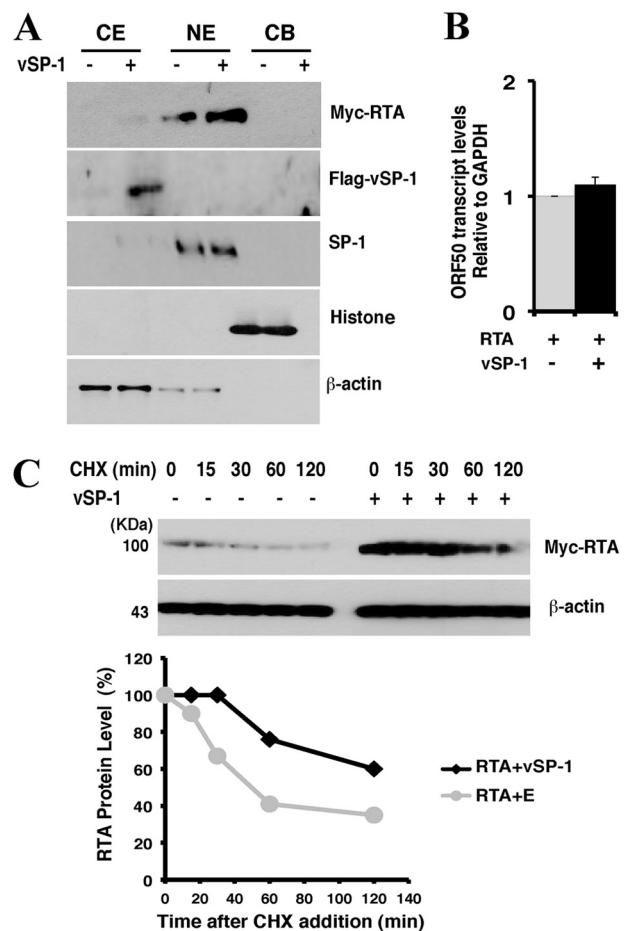 A
CE NE CB
vSP-1 - + - + - +
Myc-RTA
Flag-vSP-1
SP-1
Histone
β-actin
B
ORF50 transcript levels
Relative to GAPDH
2
1
0
RTA + +
vSP-1 - +
C
CHX (min) 0 15 30 60 120 0 15 30 60 120
vSP-1 - - - - - + + + + +
(KDa)
100 Myc-RTA
43 β-actin
RTA Protein Level (%)
120
100
80
60
40
20
0
0 20 40 60 80 100 120 140
Time after CHX addition (min)
RTA+vSP-1
RTA+E